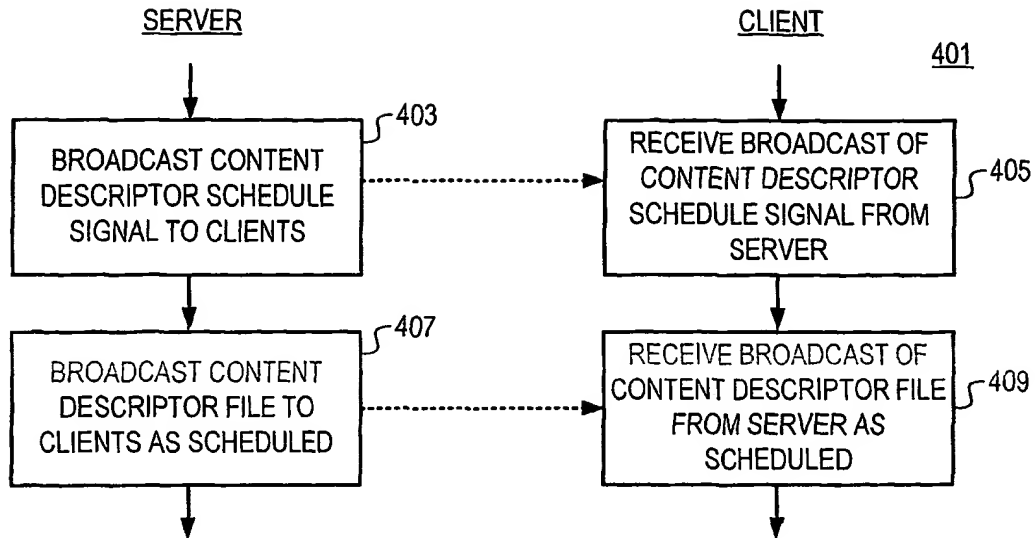 SERVER
CLIENT
401
403
BROADCAST CONTENT
DESCRIPTOR SCHEDULE
SIGNAL TO CLIENTS
RECEIVE BROADCAST OF
CONTENT DESCRIPTOR
SCHEDULE SIGNAL FROM
SERVER
405
407
BROADCAST CONTENT
DESCRIPTOR FILE TO
CLIENTS AS SCHEDULED
RECEIVE BROADCAST OF
CONTENT DESCRIPTOR FILE
FROM SERVER AS
SCHEDULED
409